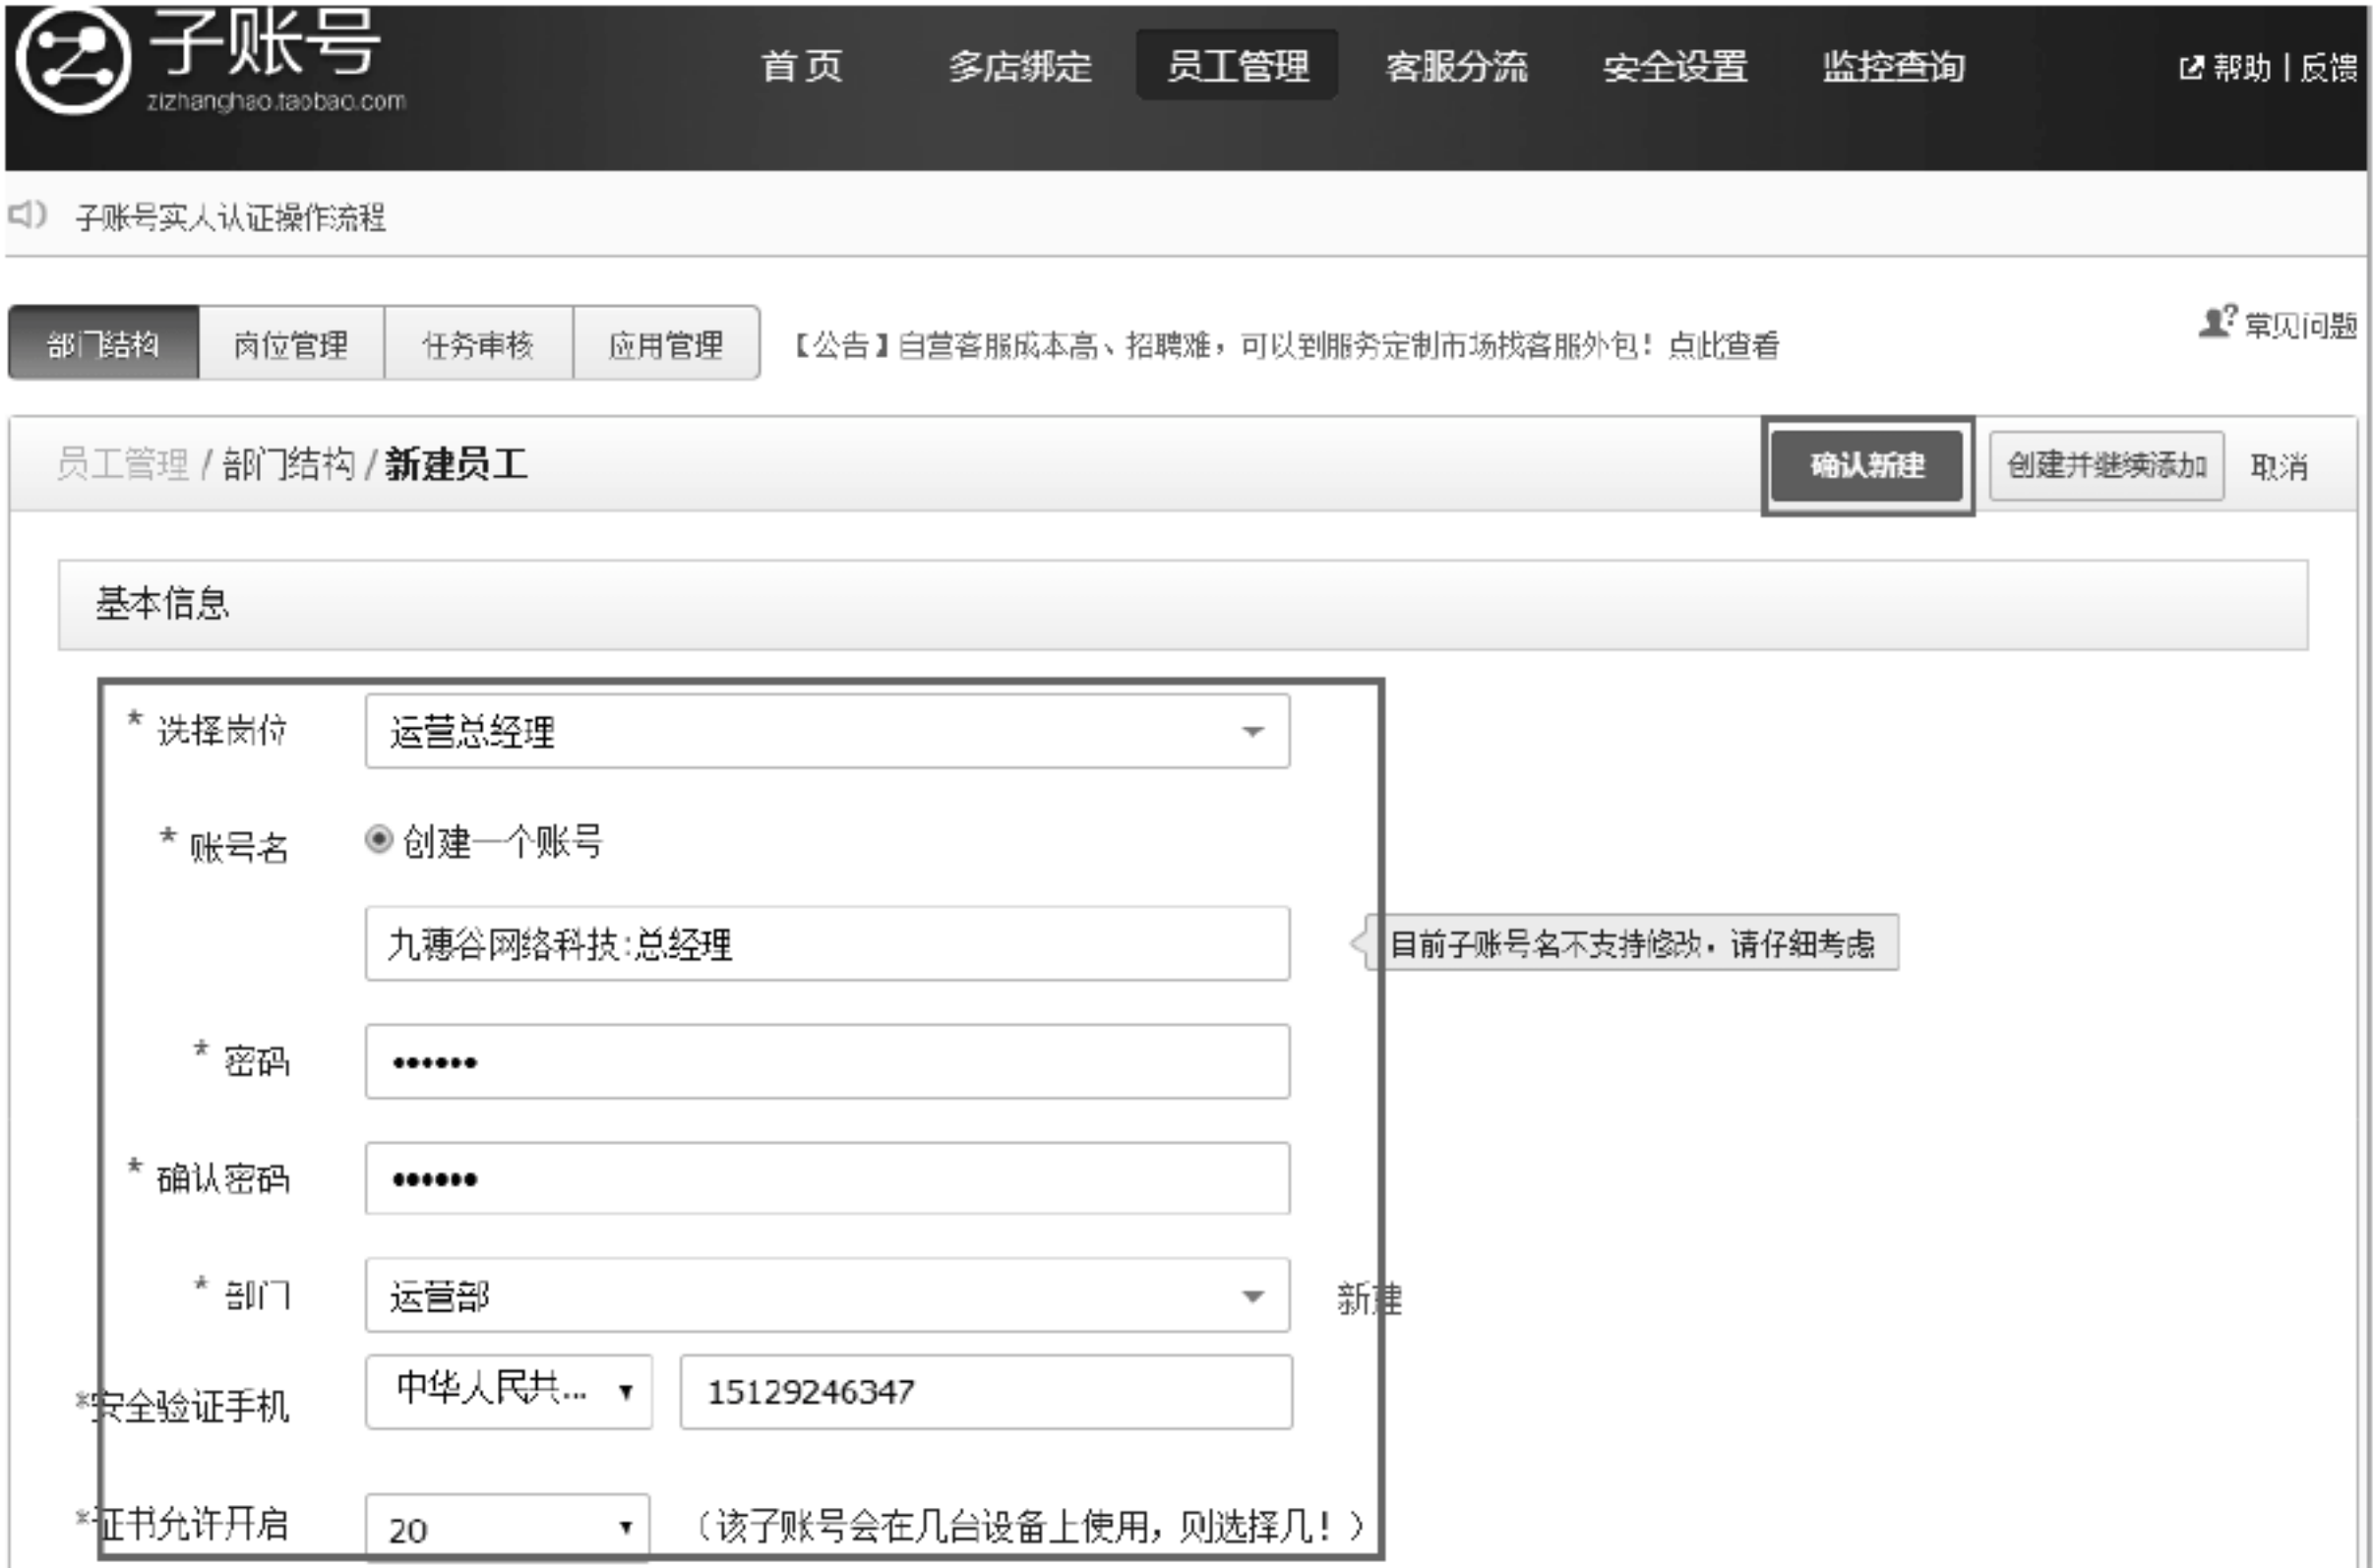 子账号
zizhanghao.taobao.com
首页 多店绑定 员工管理 客服分流 安全设置 监控查询 帮助 | 反馈
子账号实人认证操作流程
部门结构 岗位管理 任务审核 应用管理 【公告】自营客服成本高、招聘难，可以到服务定制市场找客服外包！点此查看 常见问题
员工管理 / 部门结构 / 新建员工 确认新建 创建并继续添加 取消
基本信息
* 选择岗位 运营总经理
* 账号名 创建一个账号
九穗谷网络科技:总经理 目前子账号名不支持修改，请仔细考虑
* 密码 ••••••
* 确认密码 ••••••
* 部门 运营部 新建
*安全验证手机 中华人民共... 15129246347
*证书允许开启 20 （该子账号会在几台设备上使用，则选择几！）